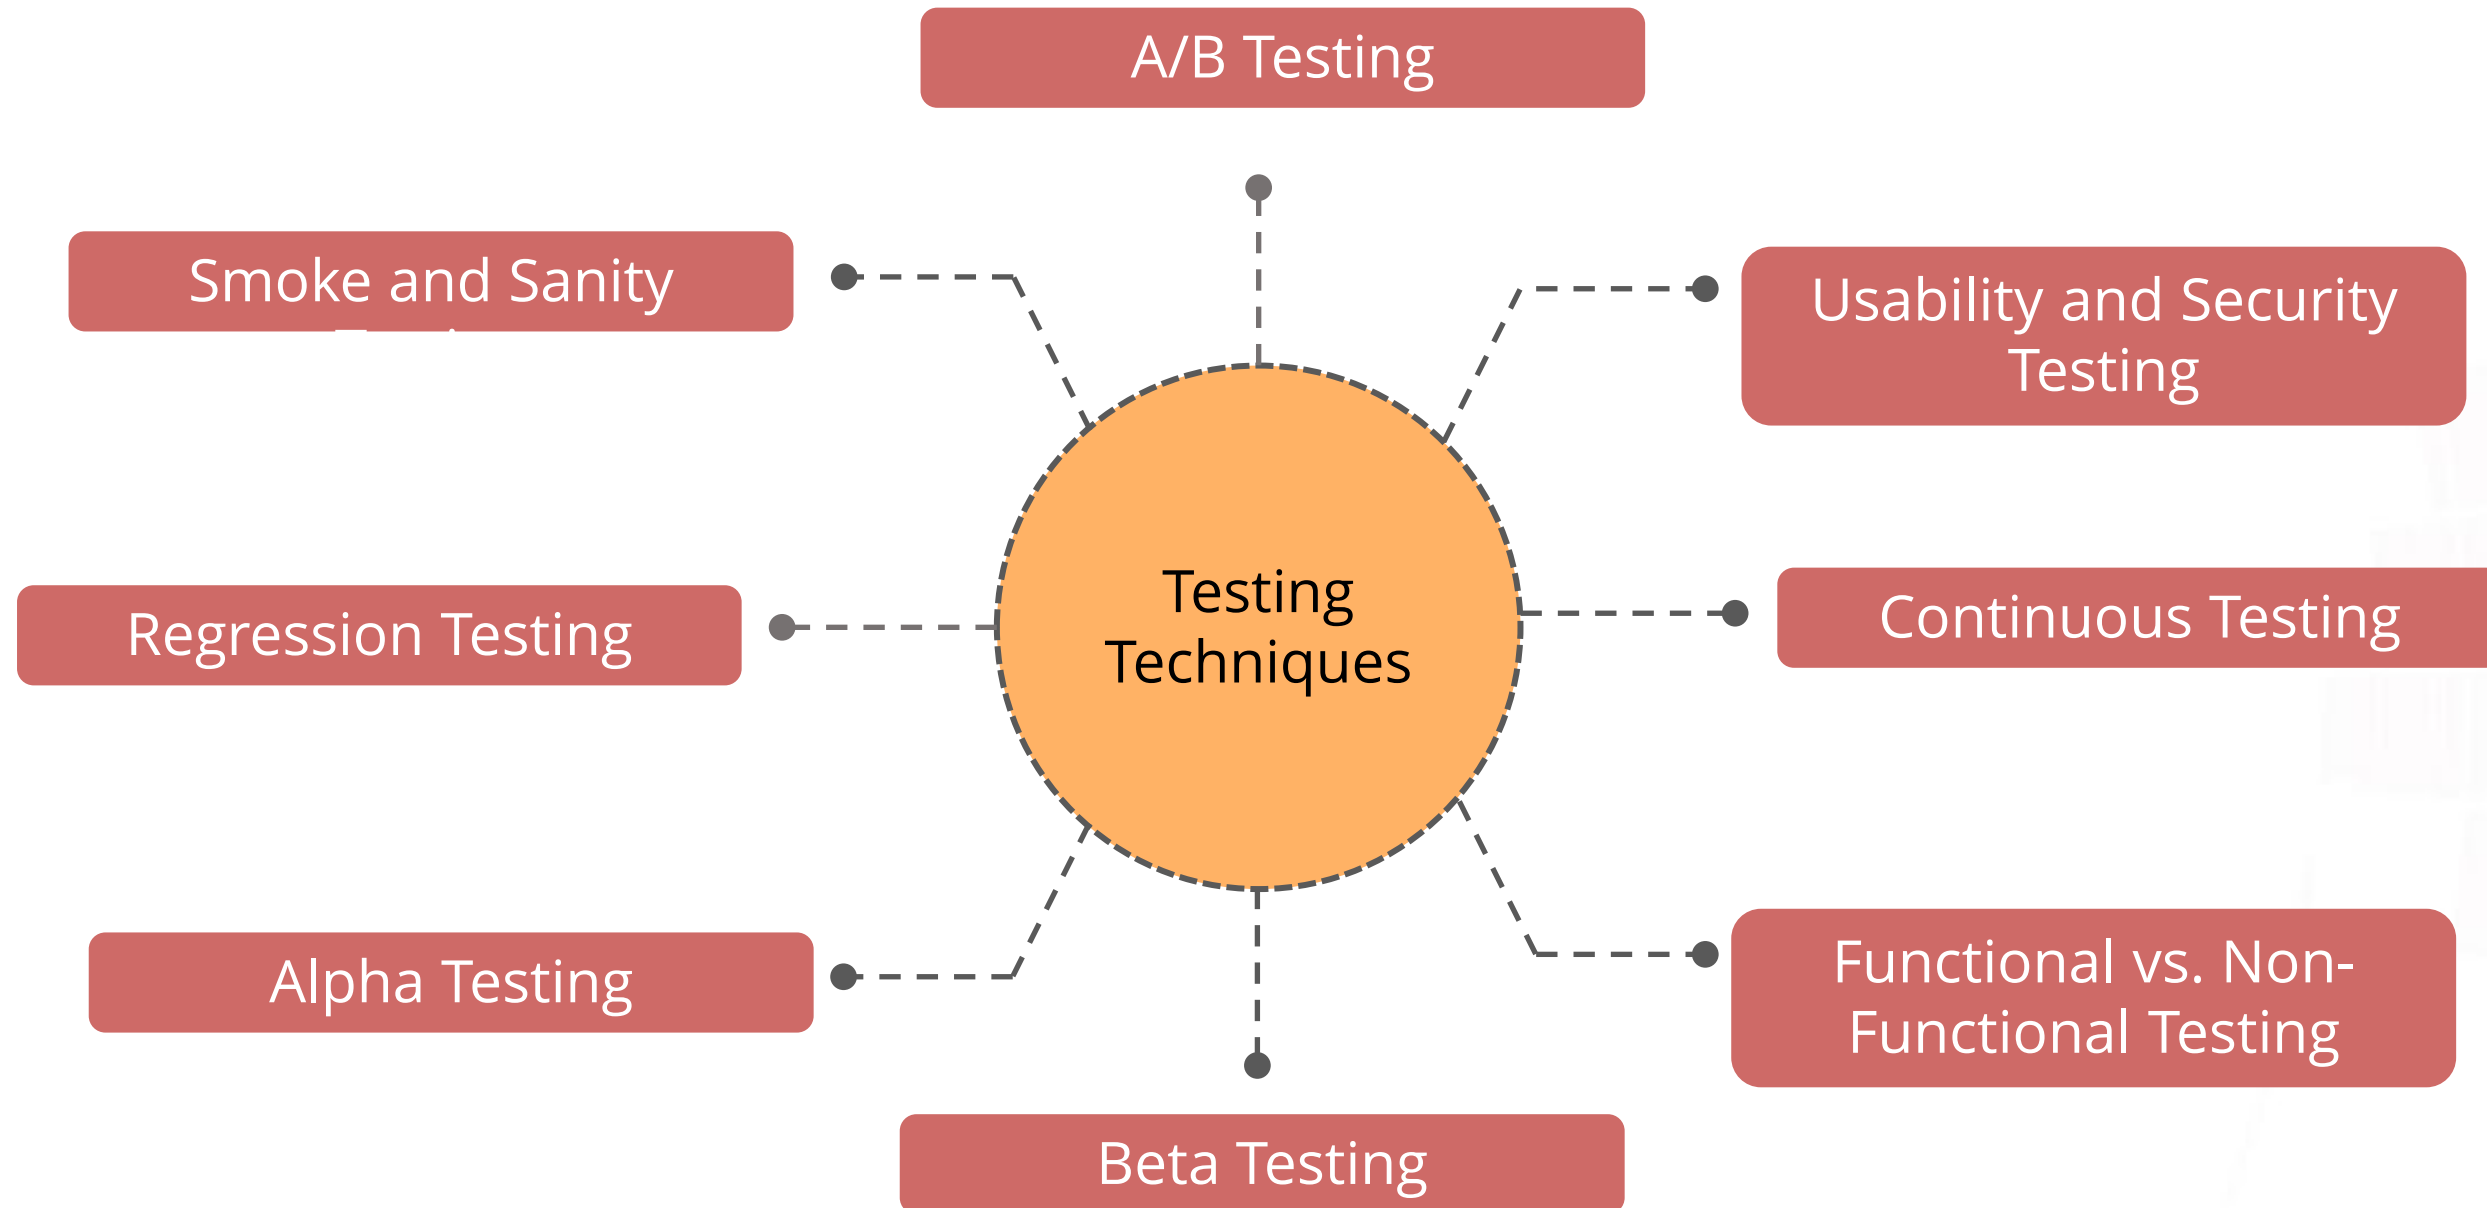 A/B Testing
Smoke and Sanity
Usability and Security
Testing
Testing
Techniques
Regression Testing
Continuous Testing
Alpha Testing
Functional vs. Non-
Functional Testing
Beta Testing